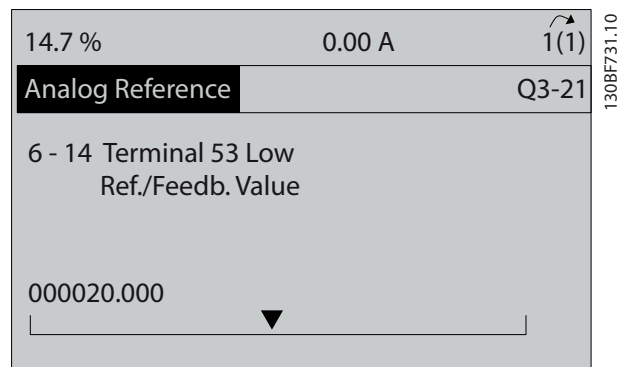 14.7 % 0.00 A 1(1)
Analog Reference Q3-21
6 - 14 Terminal 53 Low
Ref./Feedb. Value
000020.000
130BF731.10